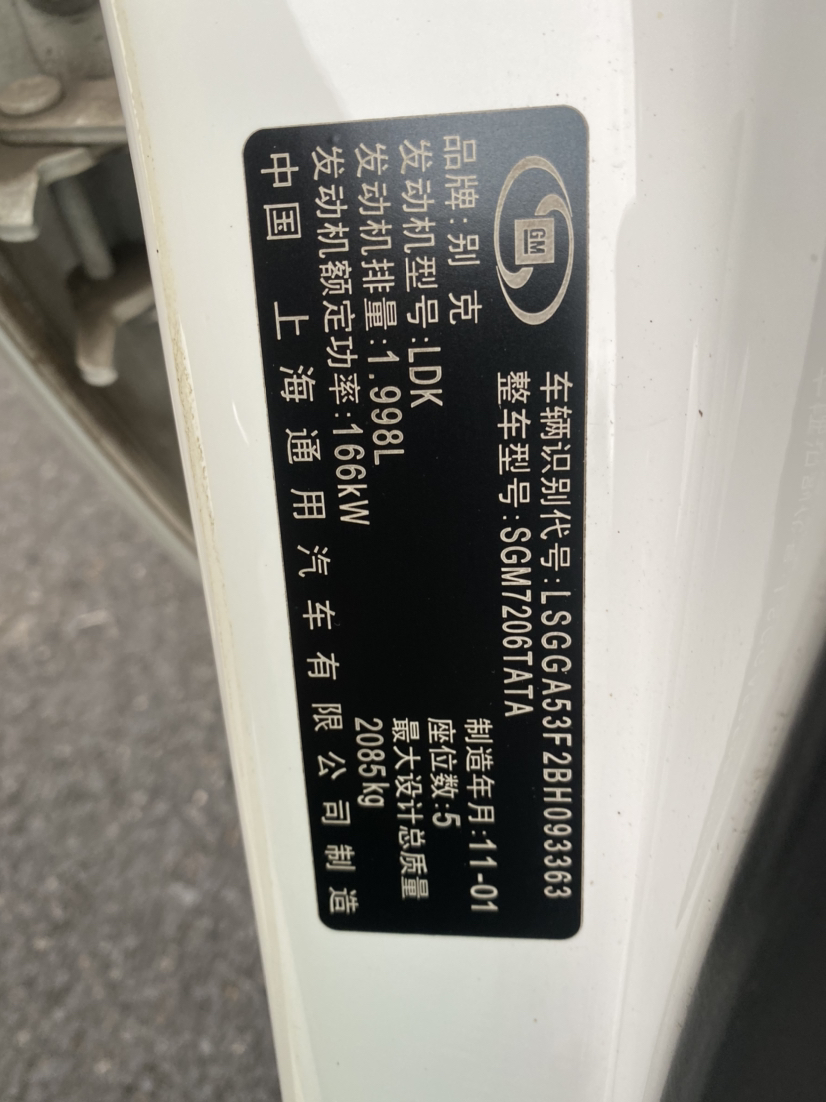 GM
车辆识别代号:LSGGA53F2BH093363
整车型号:SGM7206TATA
品牌:别克
制造年月:11-01
发动机型号:LDK
座位数:5
发动机排量:1.998L
最大设计总质量
2085kg
发动机额定功率:166kW
中国 上海通用汽车有限公司制造